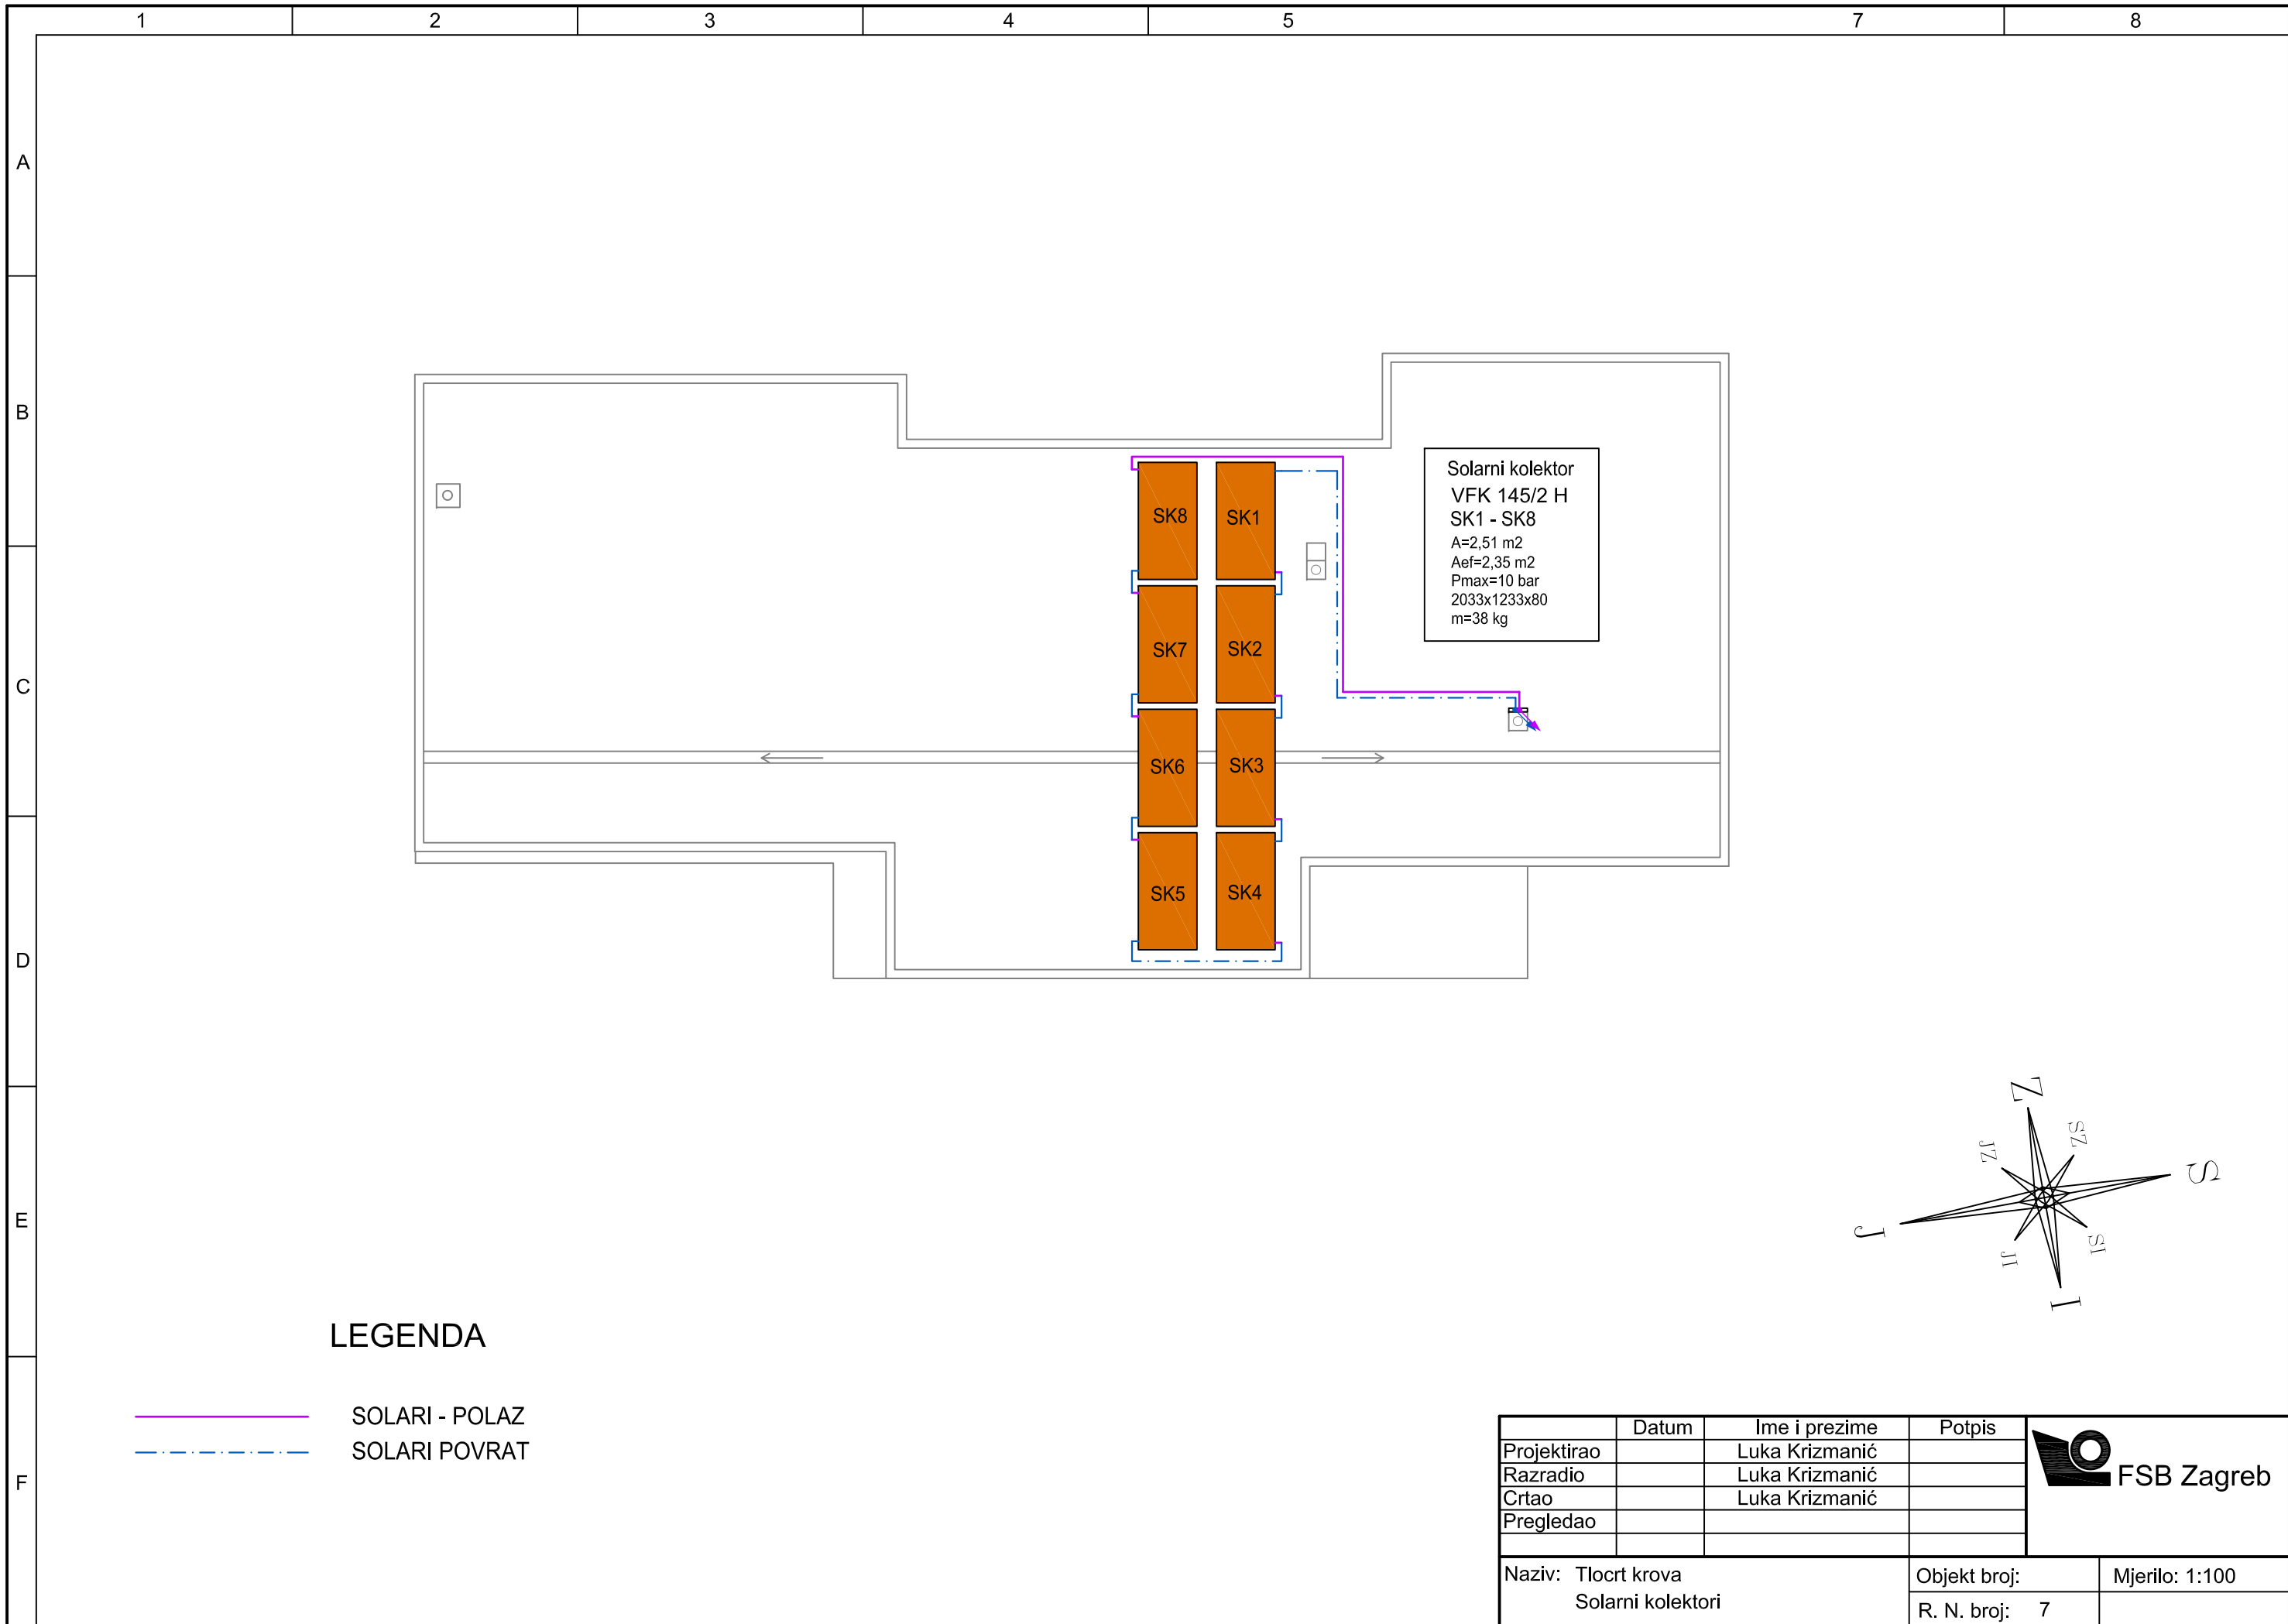 1 2 3 4 5 7 8
A
B
C
D
E
F
SK8 SK1
SK7 SK2
SK6 SK3
SK5 SK4
Solarni kolektor
VFK 145/2 H
SK1 - SK8
A=2,51 m2
Aef=2,35 m2
Pmax=10 bar
2033x1233x80
m=38 kg
Z
SZ
JZ
S
J
SI
JI
I
LEGENDA
SOLARI - POLAZ
SOLARI POVRAT
Datum Ime i prezime Potpis
Projektirao Luka Krizmanić
Razradio Luka Krizmanić
Crtao Luka Krizmanić
Pregledao
FSB Zagreb
Naziv: Tlocrt krova
Solarni kolektori
Objekt broj:
Mjerilo: 1:100
R. N. broj: 7